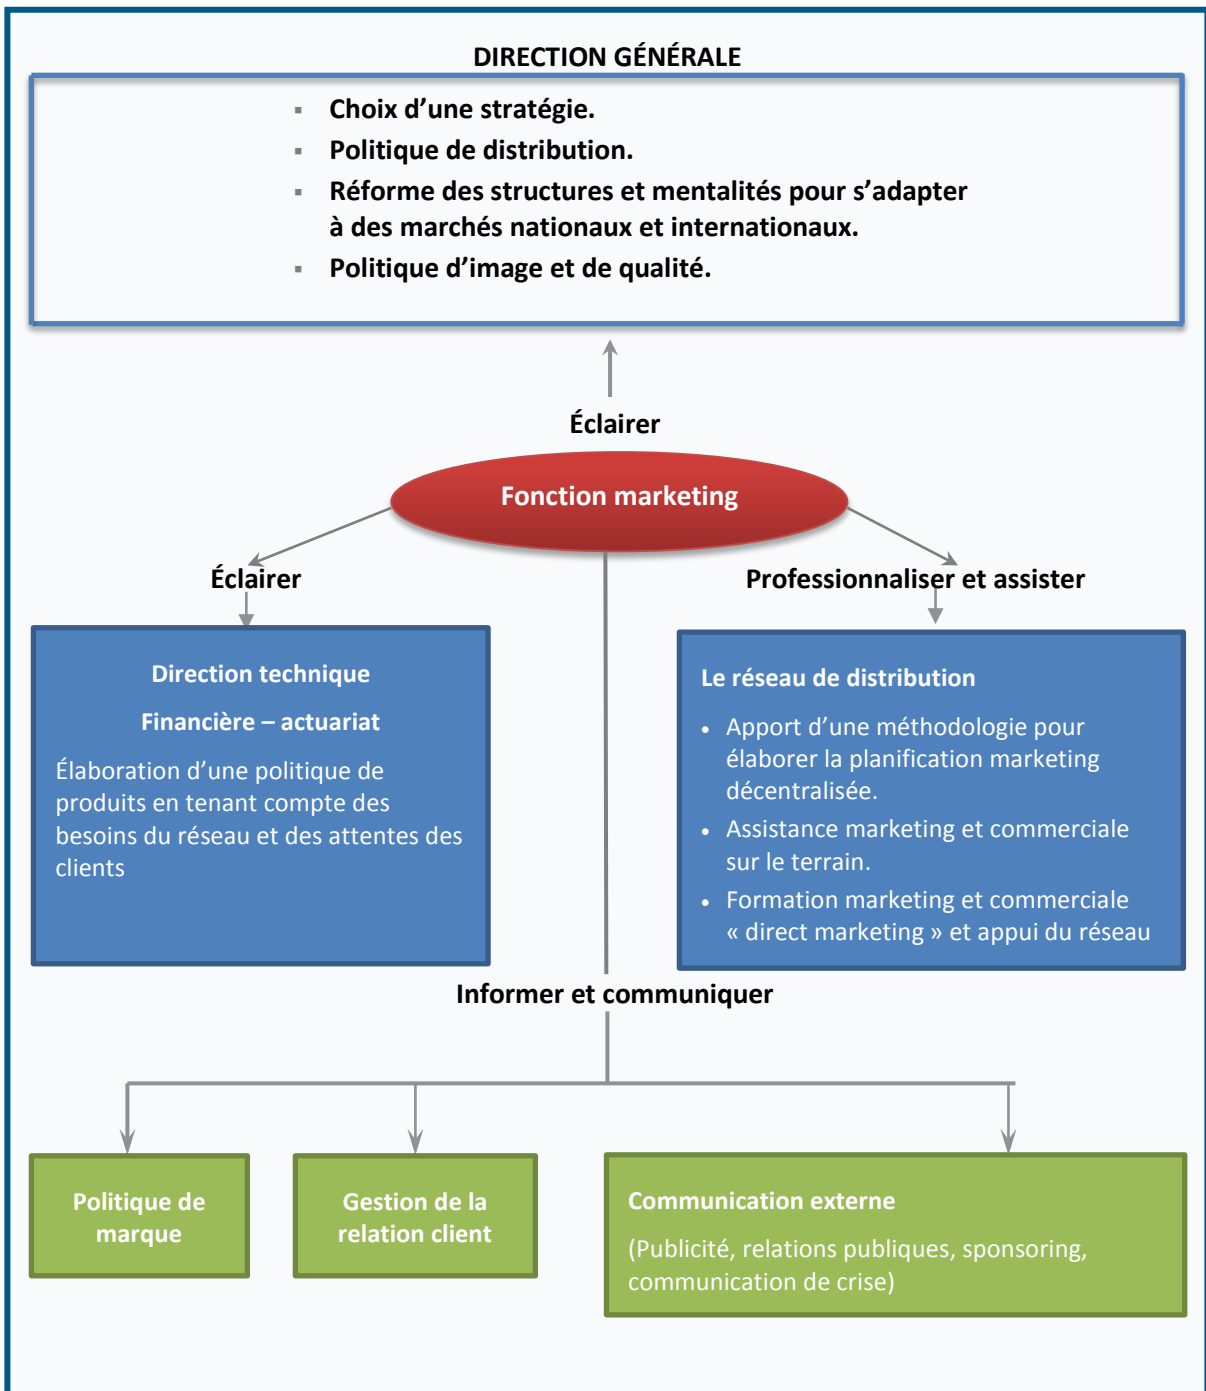 DIRECTION GÉNÉRALE
▪ Choix d’une stratégie.
▪ Politique de distribution.
▪ Réforme des structures et mentalités pour s’adapter
à des marchés nationaux et internationaux.
▪ Politique d’image et de qualité.
Éclairer
Fonction marketing
Éclairer
Professionnaliser et assister
Direction technique
Financière – actuariat
Élaboration d’une politique de
produits en tenant compte des
besoins du réseau et des attentes des
clients
Le réseau de distribution
• Apport d’une méthodologie pour
élaborer la planification marketing
décentralisée.
• Assistance marketing et commerciale
sur le terrain.
• Formation marketing et commerciale
« direct marketing » et appui du réseau
Informer et communiquer
Politique de
marque
Gestion de la
relation client
Communication externe
(Publicité, relations publiques, sponsoring,
communication de crise)